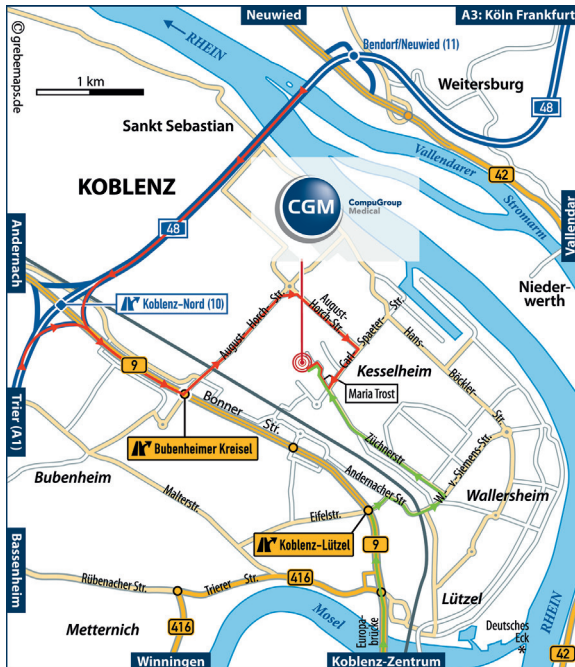 Neuwied
A3: Köln Frankfurt
©grebemaps.de
RHEIN
Bendorf/Neuwied (11)
1 km
Weitersburg
48
Sankt Sebastian
Vallendarer
Stromarm
42
KOBLENZ
CGM
CompuGroup
Medical
Vallendar
48
Andernach
Nieder-
werth
Koblenz-Nord (10)
August-
Horch-Str.
August-
Horch-Str.
Carl-
Spaeter-
Str.
Hans-
Böckler-
Str.
9
Kesselheim
Maria Trost
Trier (A1)
Bonner
Str.
Bubenheimer Kreisel
Züchnerstr.
W.-
v.-Siemens-Str.
Bubenheim
Malterstr.
Andernacher Str.
Wallersheim
Eifelstr.
Koblenz-Lützel
9
Bassenheim
Rübenacher Str.
Trierer
Str.
416
Lützel
RHEIN
Metternich
416
Mosel
Europa-
brücke
Deutsches
Eck
42
Winningen
Koblenz-Zentrum